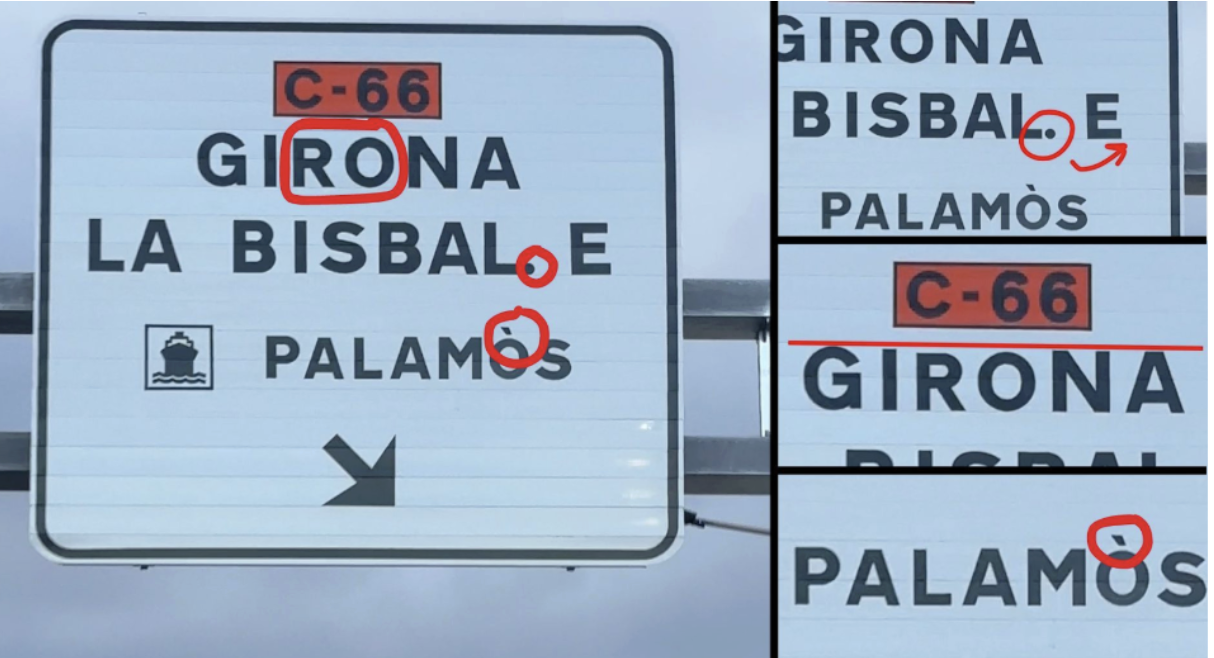 C-66
GIRONA
LA BISBAL. E
PALAMÒS
GIRONA
BISBAL. E
PALAMÒS
C-66
GIRONA
PALAMÒS